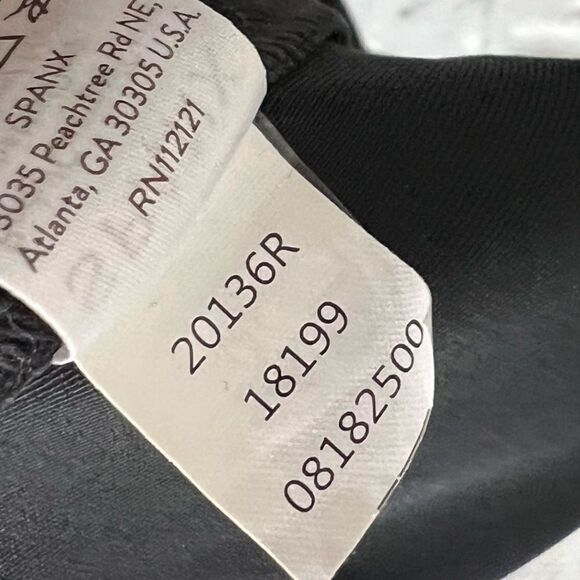 SPANX
3035 Peachtree Rd NE,
Atlanta, GA 30305 U.S.A.
RN112121
20136R
18199
08182500